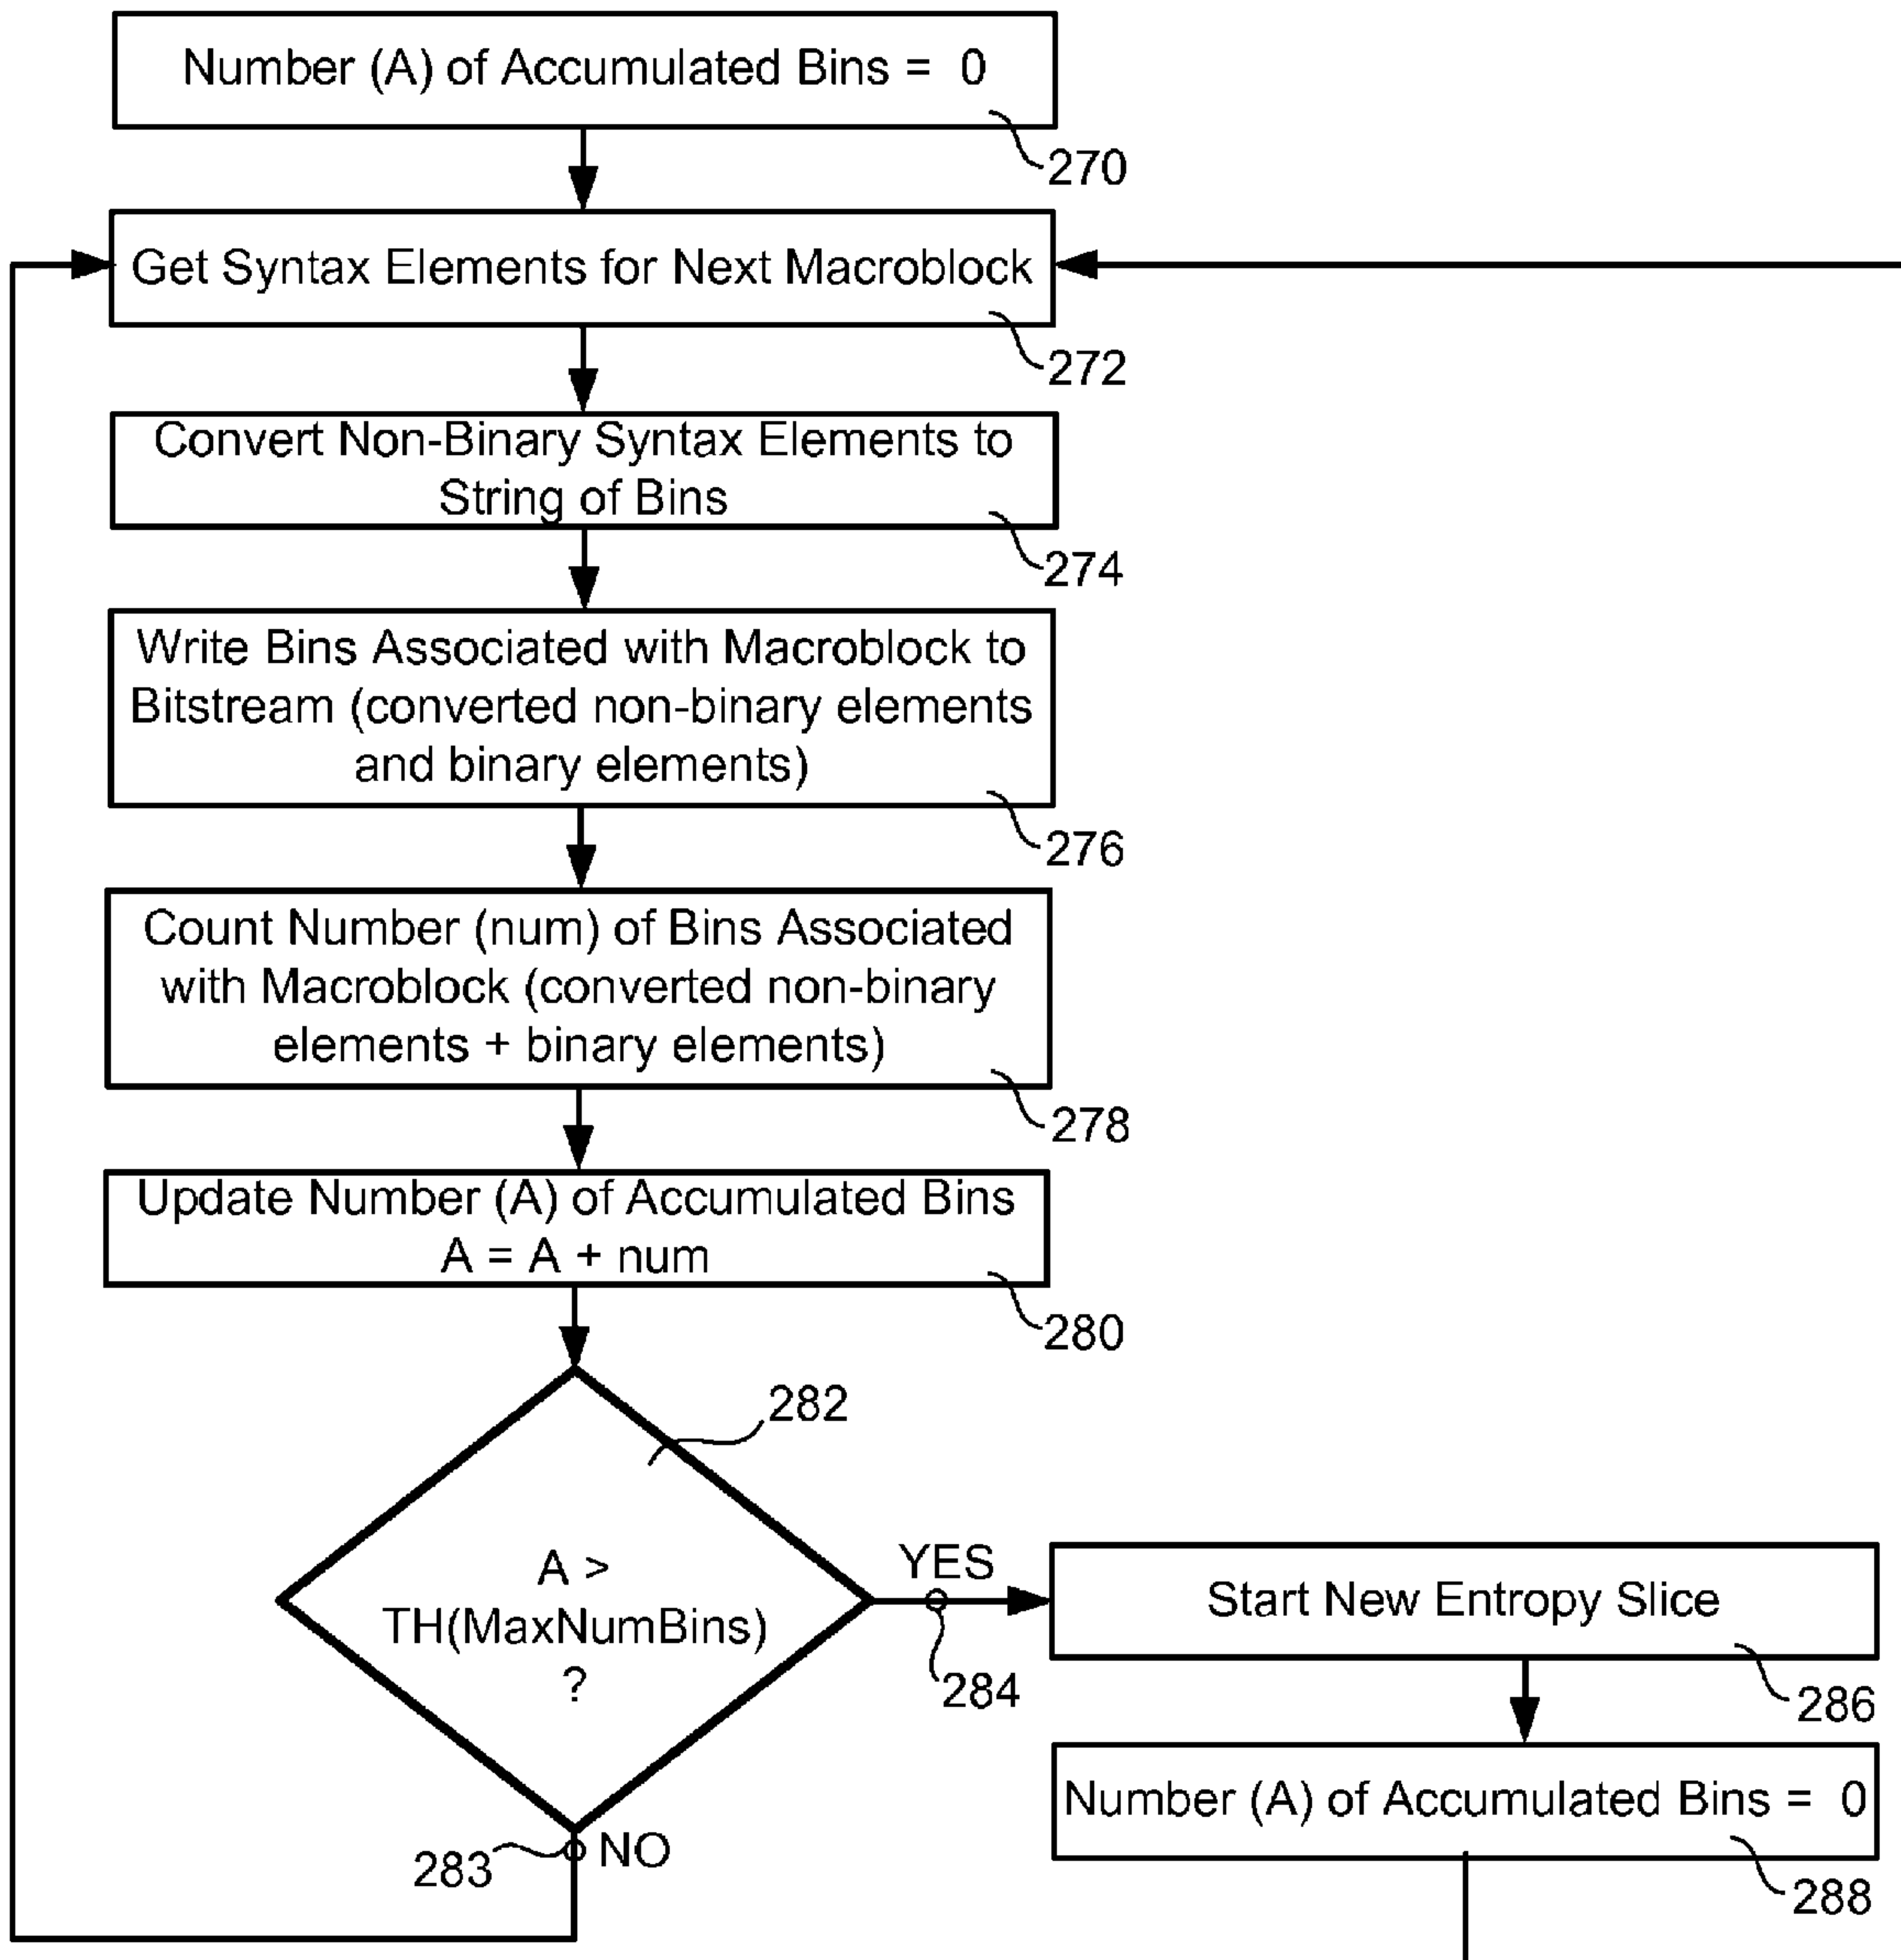 Number (A) of Accumulated Bins = 0
270
Get Syntax Elements for Next Macroblock
272
Convert Non-Binary Syntax Elements to
String of Bins
274
Write Bins Associated with Macroblock to
Bitstream (converted non-binary elements
and binary elements)
276
Count Number (num) of Bins Associated
with Macroblock (converted non-binary
elements + binary elements)
278
Update Number (A) of Accumulated Bins
A = A + num
280
282
A >
TH(MaxNumBins)
?
YES
284
Start New Entropy Slice
286
Number (A) of Accumulated Bins = 0
288
283
NO